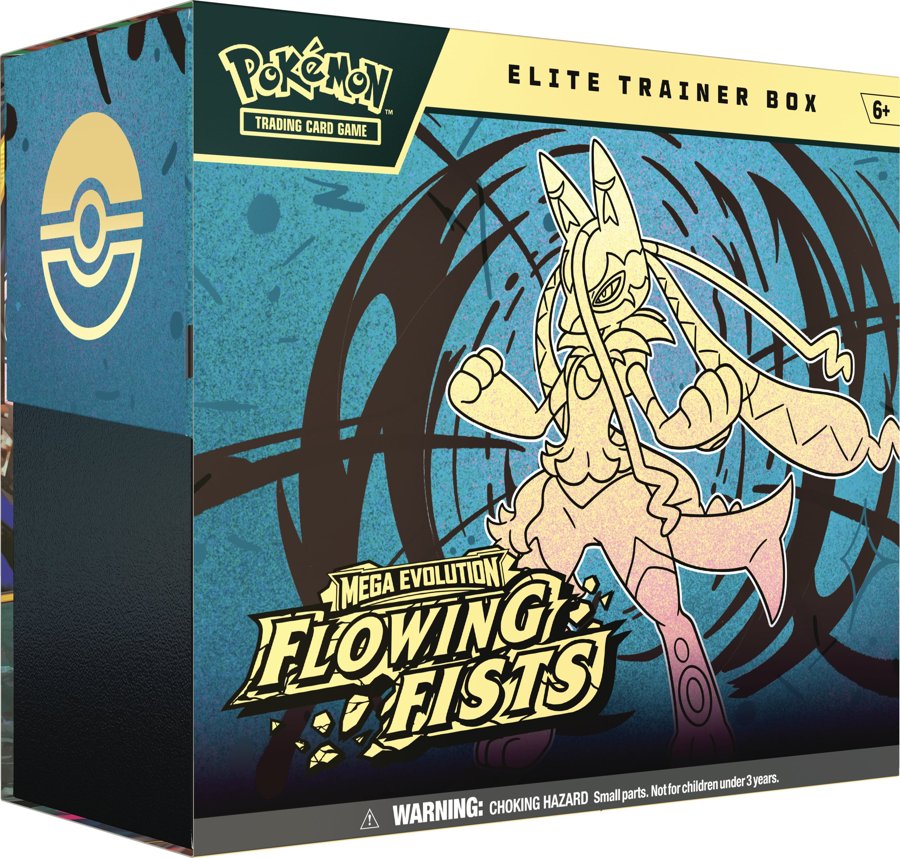 POKéMON™
TRADING CARD GAME
ELITE TRAINER BOX
6+
MEGA EVOLUTION
FLOWING
FISTS
WARNING: CHOKING HAZARD Small parts. Not for children under 3 years.